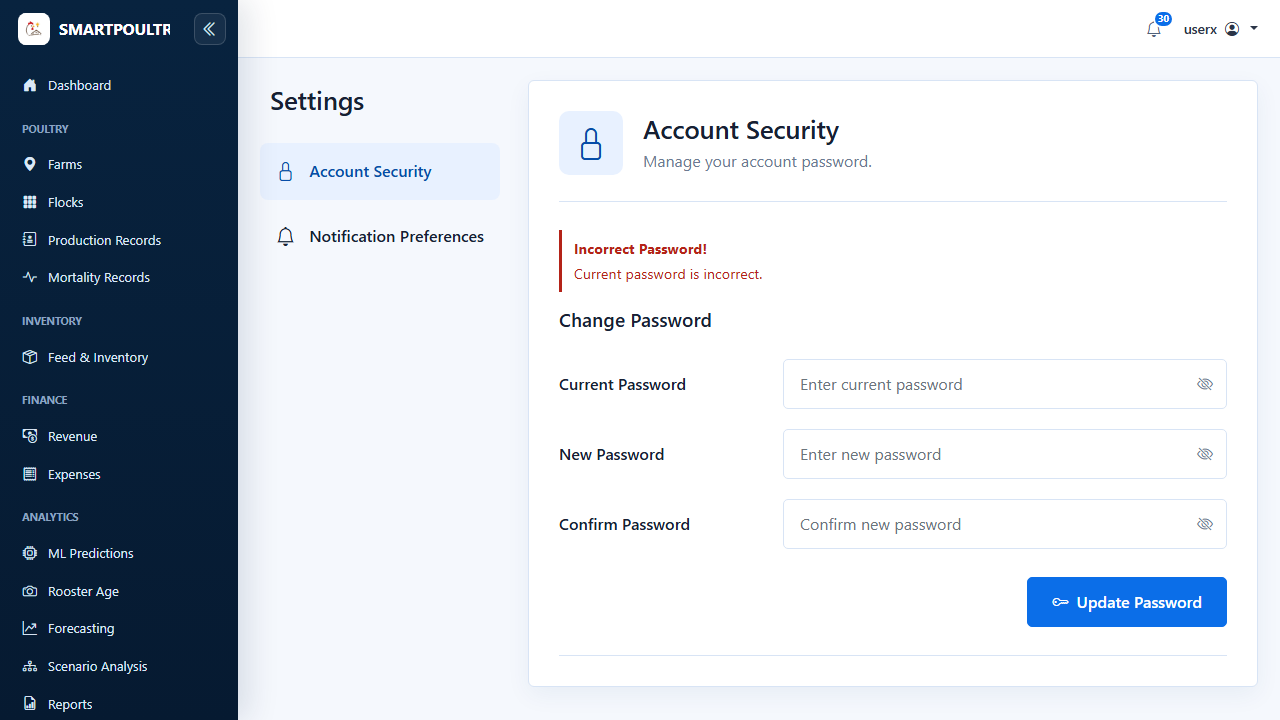 SMARTPOULTR
30
userx
Dashboard
POULTRY
Farms
Flocks
Production Records
Mortality Records
INVENTORY
Feed & Inventory
FINANCE
Revenue
Expenses
ANALYTICS
ML Predictions
Rooster Age
Forecasting
Scenario Analysis
Reports
Settings
Account Security
Notification Preferences
Account Security
Manage your account password.
Incorrect Password!
Current password is incorrect.
Change Password
Current Password
Enter current password
New Password
Enter new password
Confirm Password
Confirm new password
Update Password